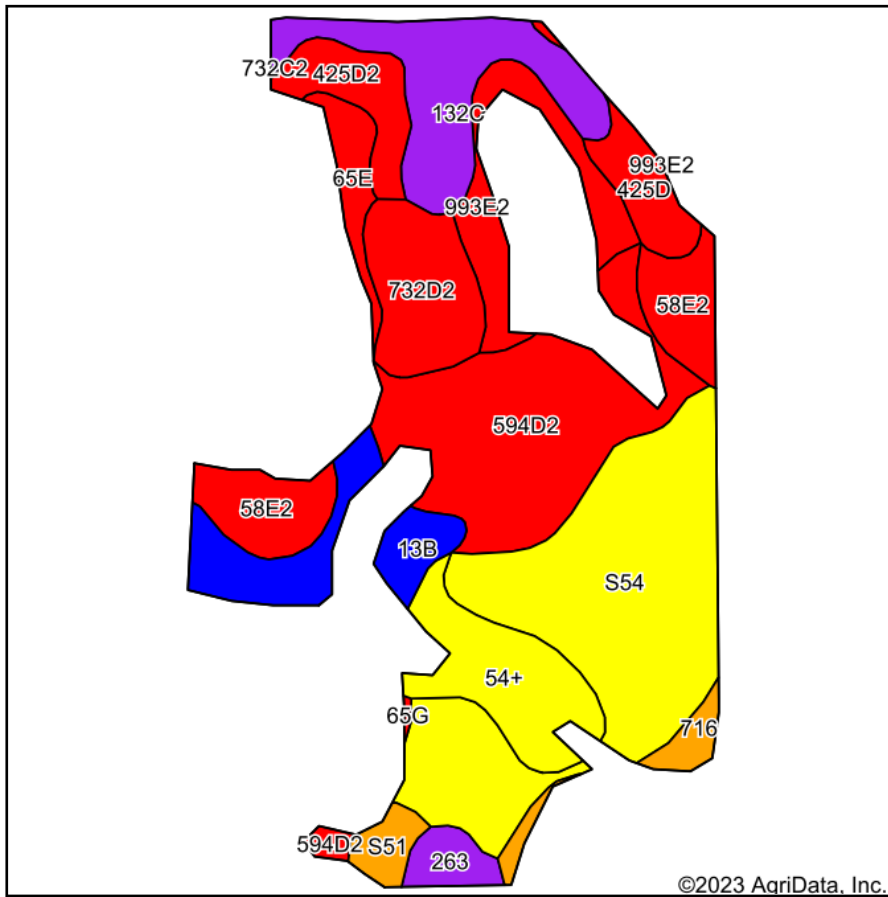 732C2
425D2
132C
993E2
65E
425D
993E2
732D2
58E2
594D2
58E2
13B
S54
54+
65G
716
594D2
S51
263
©2023 AgriData, Inc.